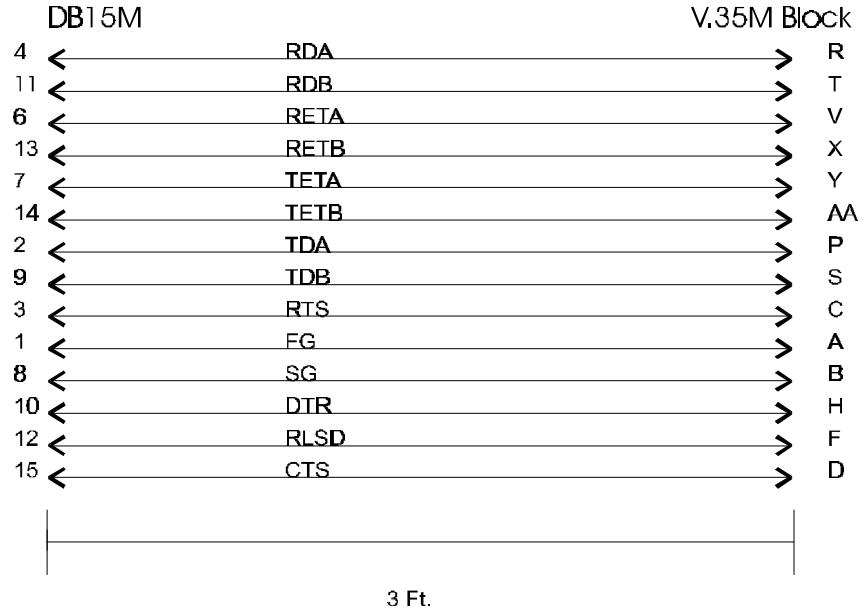 DB15M V.35M Block
4 RDA R
11 RDB T
6 RETA V
13 RETB X
7 TETA Y
14 TETB AA
2 TDA P
9 TDB S
3 RTS C
1 FG A
8 SG B
10 DTR H
12 RLSD F
15 CTS D
3 Ft.